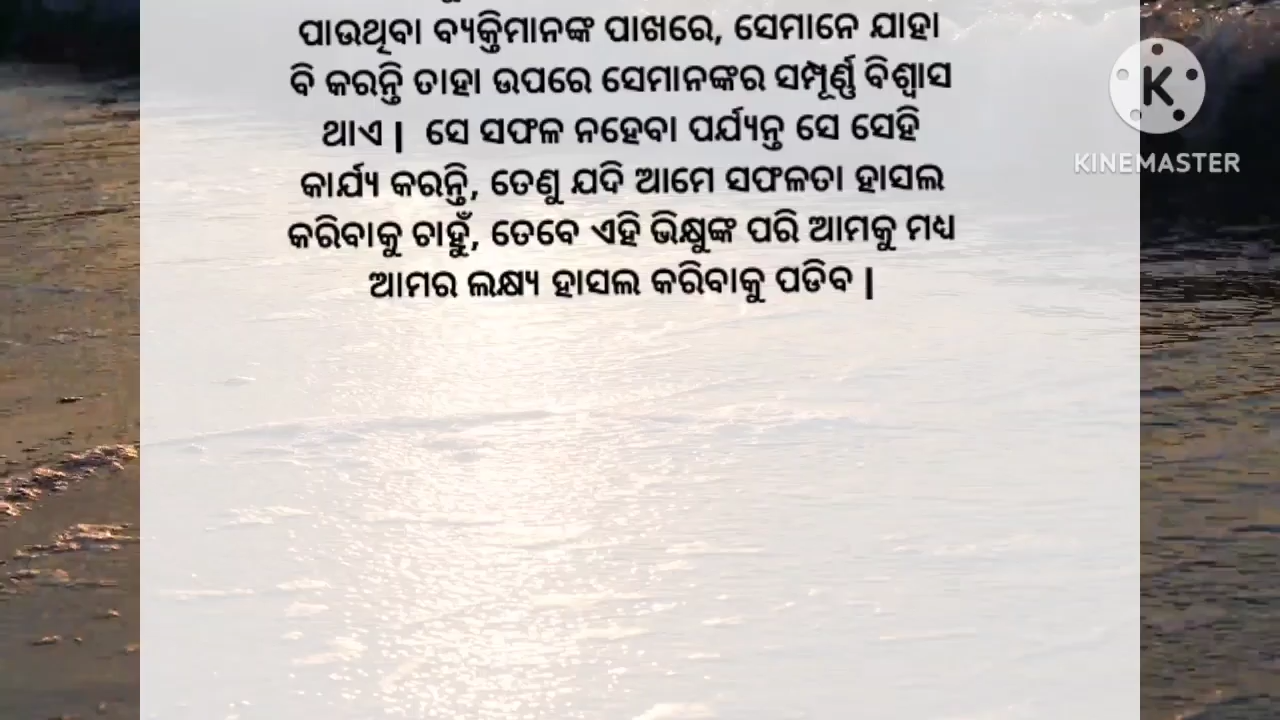 ପାଉଥିବା ବ୍ୟକ୍ତିମାନଙ୍କ ପାଖରେ, ସେମାନେ ଯାହା
ବି କରନ୍ତି ତାହା ଉପରେ ସେମାନଙ୍କର ସମ୍ପୂର୍ଣ୍ଣ ବିଶ୍ୱାସ
ଥାଏ | ସେ ସଫଳ ନହେବା ପର୍ଯ୍ୟନ୍ତ ସେ ସେହି
କାର୍ଯ୍ୟ କରନ୍ତି, ତେଣୁ ଯଦି ଆମେ ସଫଳତା ହାସଲ
କରିବାକୁ ଚାହୁଁ, ତେବେ ଏହି ଭିକ୍ଷୁଙ୍କ ପରି ଆମକୁ ମଧ୍ୟ
ଆମର ଲକ୍ଷ୍ୟ ହାସଲ କରିବାକୁ ପଡିବ |
K
KINEMASTER